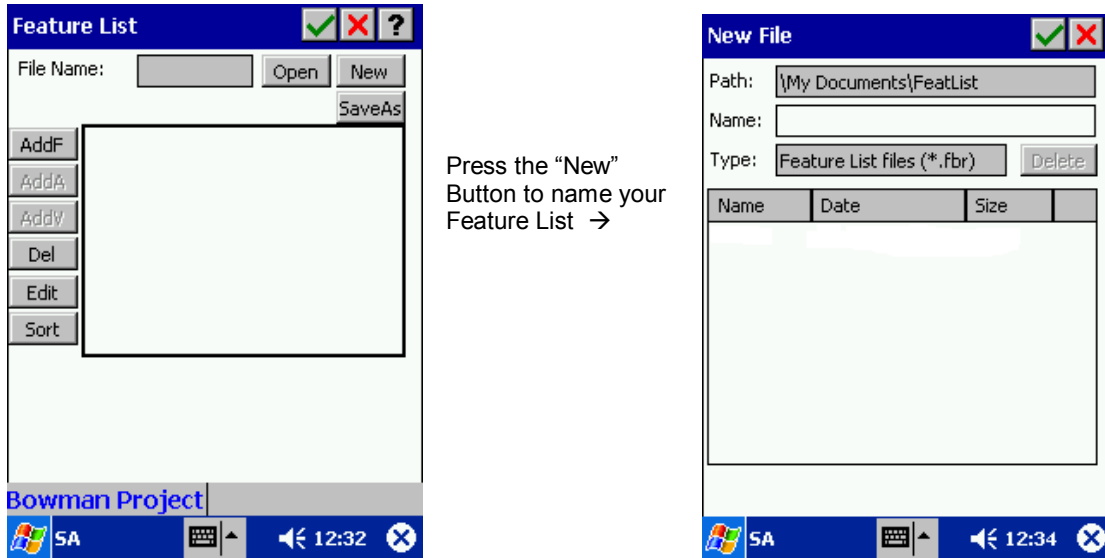 Feature List ?
File Name: Open New
SaveAs
AddF
AddA
AddV
Del
Edit
Sort
Bowman Project
SA 12:32
Press the “New”
Button to name your
Feature List →
New File
Path: \My Documents\FeatList
Name:
Type: Feature List files (*.fbr) Delete
Name Date Size
SA 12:34